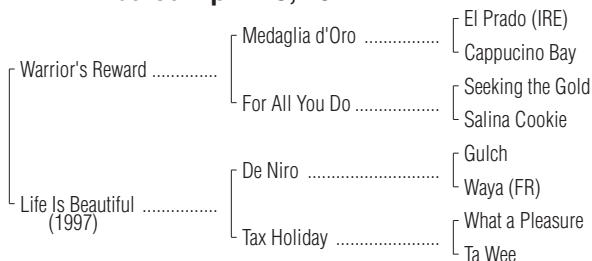 Medaglia d'Oro ...............
El Prado (IRE)
Cappucino Bay
Warrior's Reward .............
For All You Do .................
Seeking the Gold
Salina Cookie
De Niro ..........................
Gulch
Waya (FR)
Life Is Beautiful ...............
(1997)
Tax Holiday .....................
What a Pleasure
Ta Wee